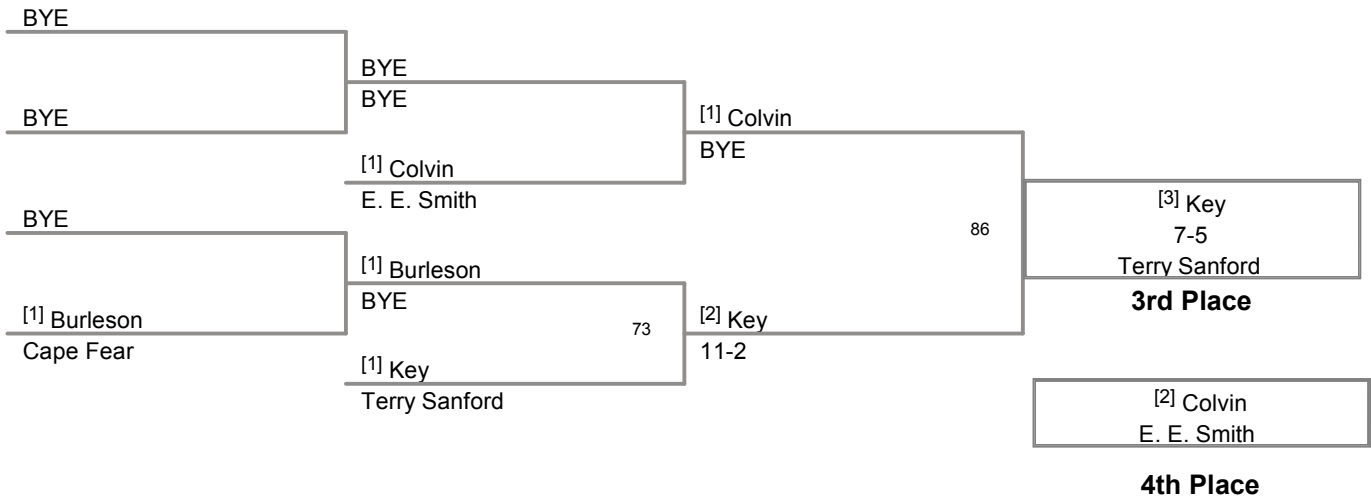 BYE
BYE
BYE
BYE
[1] Colvin
BYE
[1] Colvin
E. E. Smith
BYE
86
[3] Key
7-5
Terry Sanford
3rd Place
[1] Burleson
BYE
[1] Burleson
Cape Fear
73
[2] Key
11-2
[1] Key
Terry Sanford
[2] Colvin
E. E. Smith
4th Place